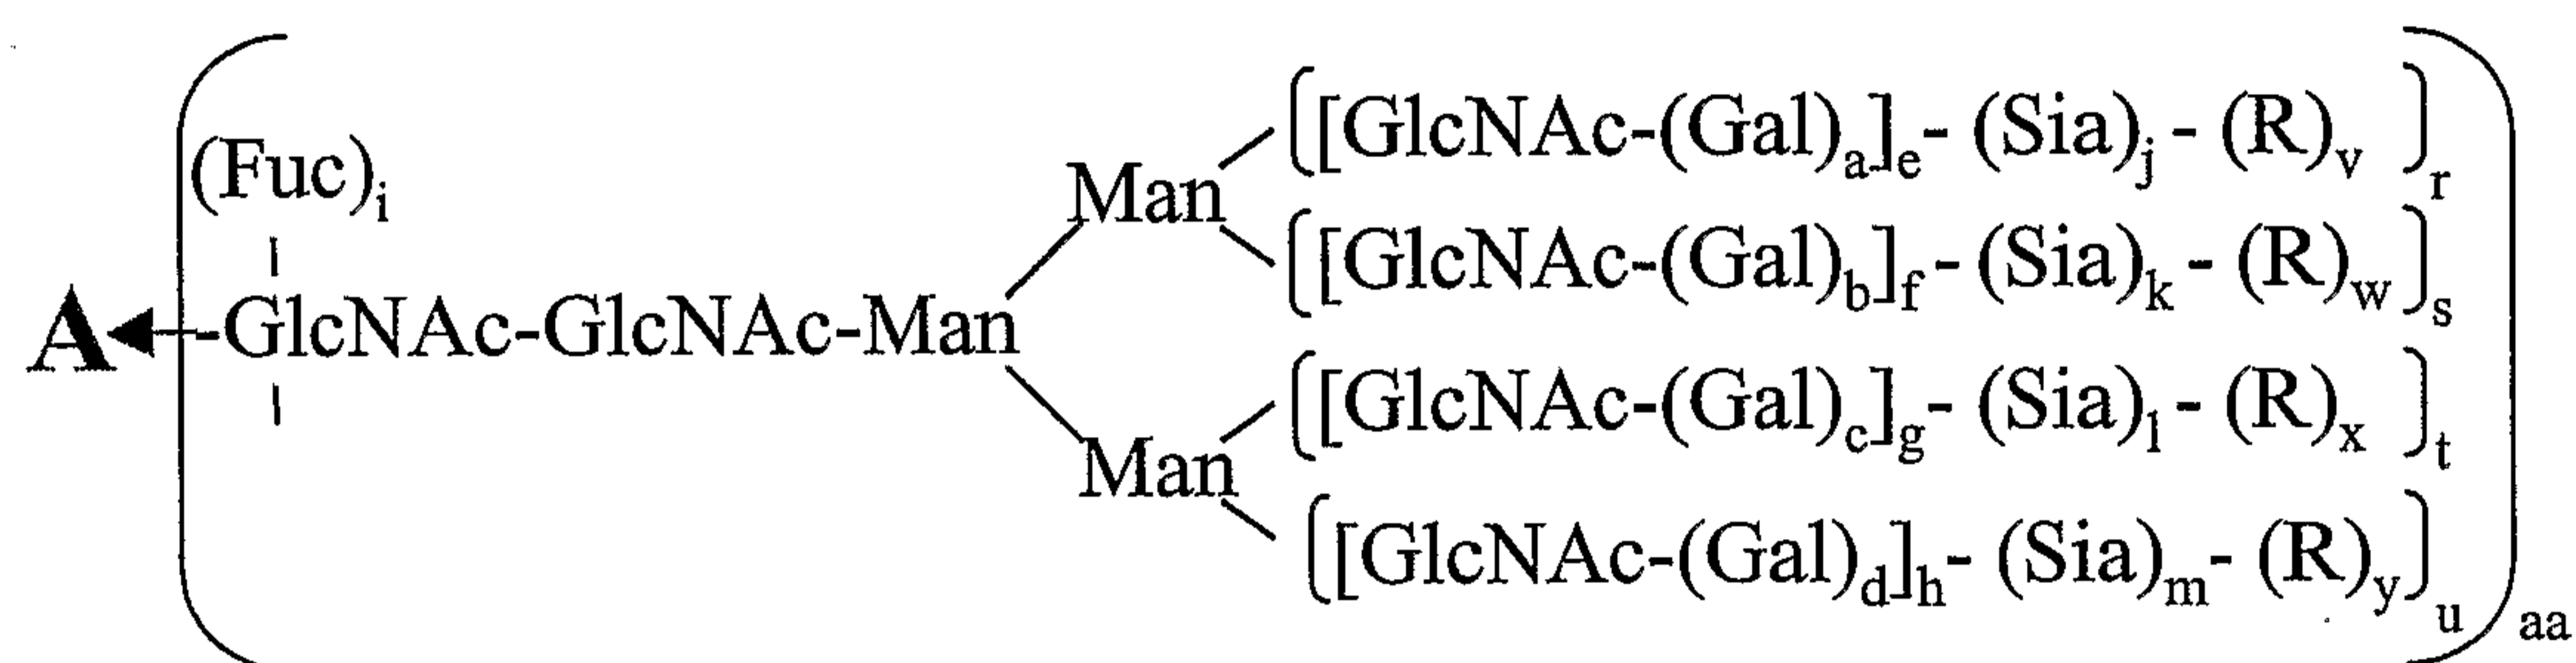 ([GlcNAc-(Gal)a]e- (Sia)j - (R)v )r
(Fuc)i
Man
([GlcNAc-(Gal)b]f - (Sia)k - (R)w )s
A -GlcNAc-GlcNAc-Man
([GlcNAc-(Gal)c]g- (Sia)l - (R)x )t
Man
([GlcNAc-(Gal)d]h- (Sia)m- (R)y )u
aa